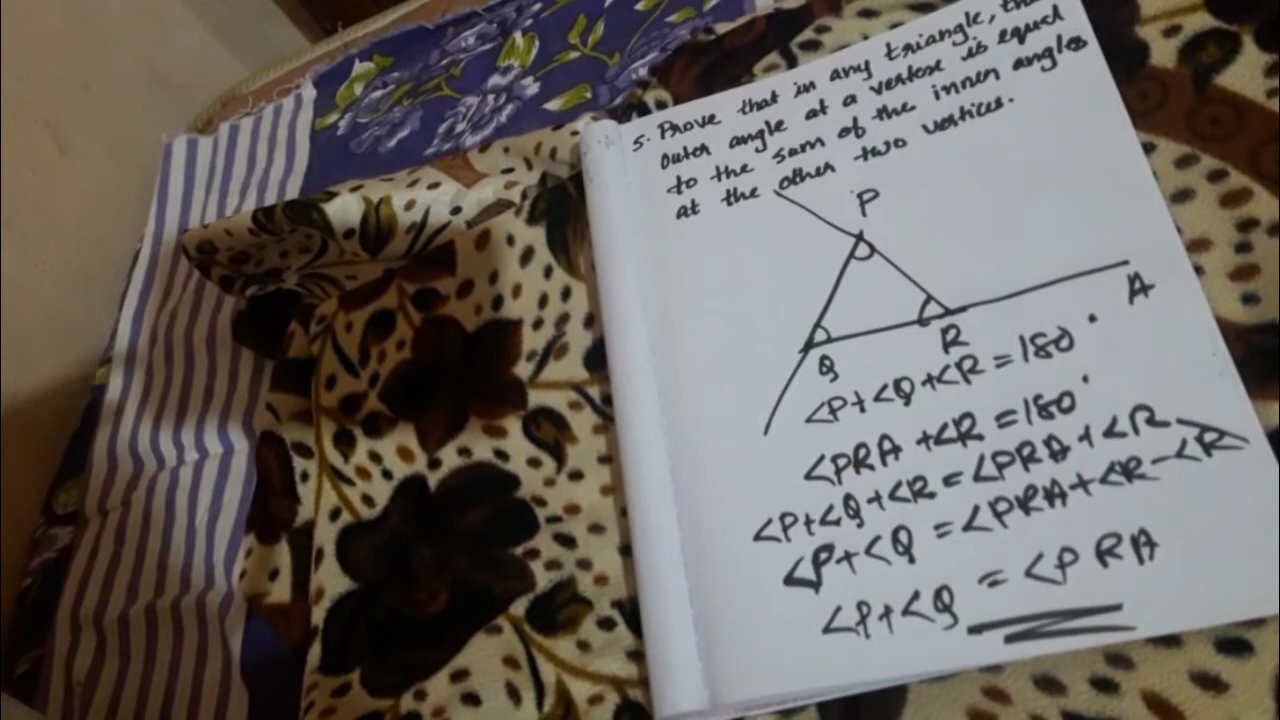 5. Prove that in any triangle,
outer angle at a vertex is equal
to the sum of the inner angles
at the other two vertices.
P
A
Q
R
<P+<Q+<R=180°
<PRA+<R=180°
<P+<Q+<R=<PRA+<R
<P+<Q=<PRA+<R-<R
<P+<Q=<PRA